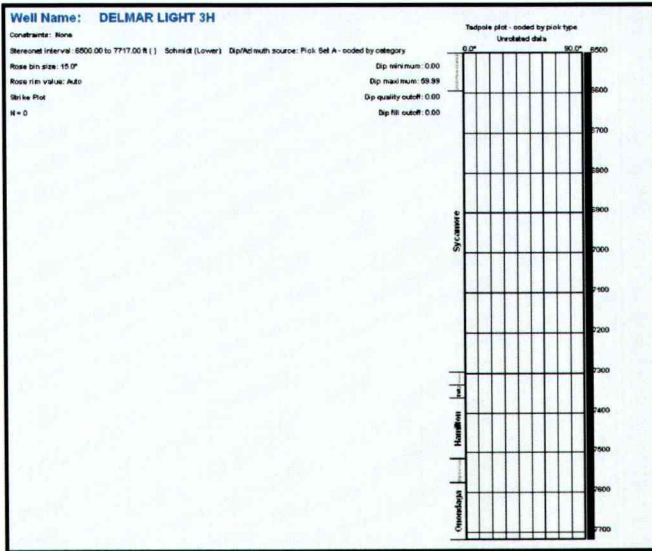 Well Name: DELMAR LIGHT 3H
Constraints: None
Stereonet interval: 6500.00 to 7717.00 ft ( ) Schmidt (Lower) Dip/Azimuth source: Pick Set A - coded by category
Rose bin size: 15.0°
Dip minimum: 0.00
Rose rim value: Auto
Dip maximum: 59.99
Strike Plot
Dip quality cutoff: 0.00
N = 0
Dip fill cutoff: 0.00
Tadpole plot - coded by pick type
Unrotated data
0.0°
90.0°
6500
6600
6700
6800
6900
7000
7100
7200
7300
7400
7500
7600
7700
Sycamore
Hamilton
Onondaga